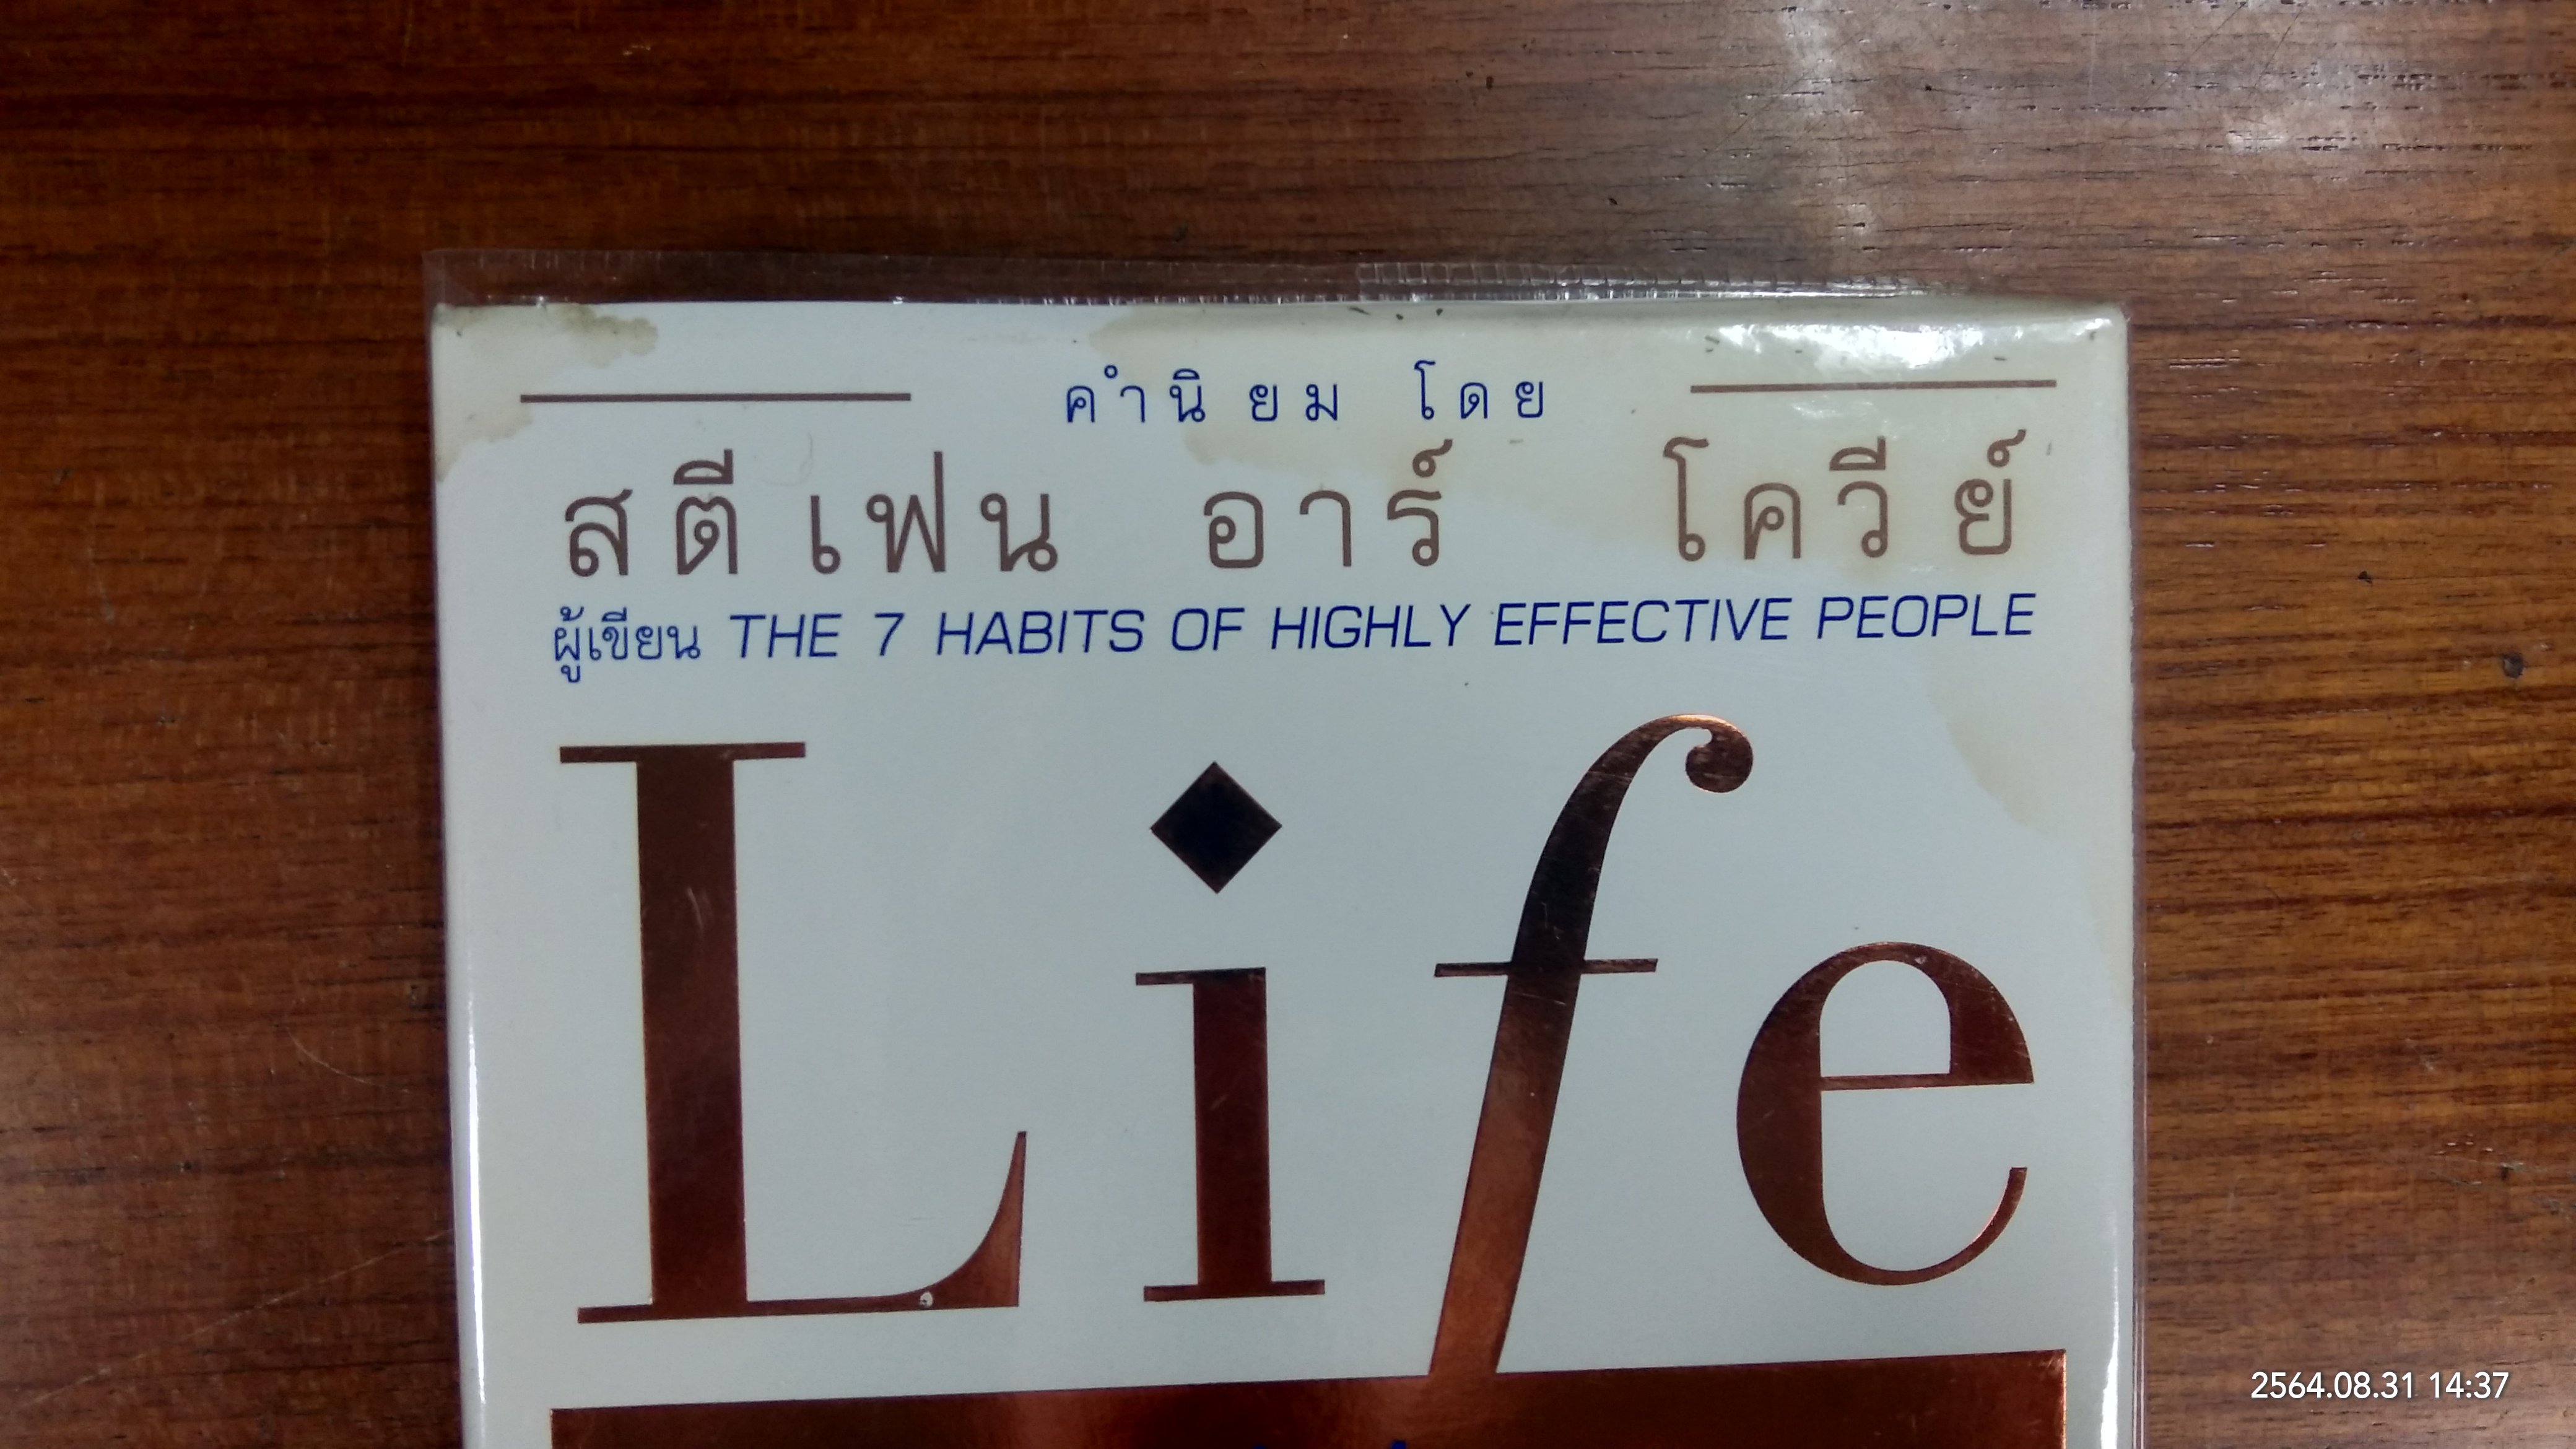 คำนิยม โดย
สตีเฟน อาร์ โควีย์
ผู้เขียน THE 7 HABITS OF HIGHLY EFFECTIVE PEOPLE
Life
2564.08.31 14:37